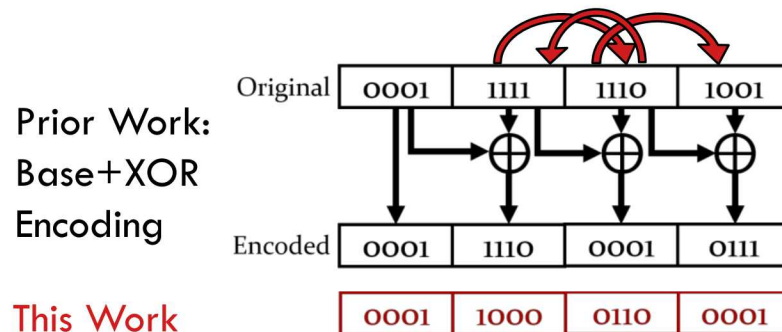 Original 0001 1111 1110 1001
Prior Work:
Base+XOR
Encoding
Encoded 0001 1110 0001 0111
This Work 0001 1000 0110 0001